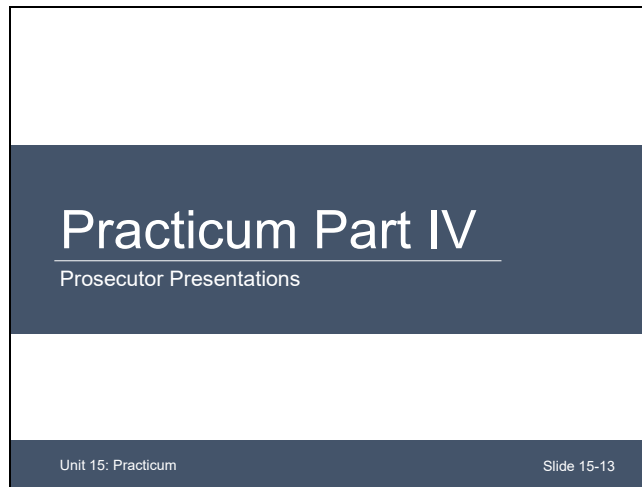 Practicum Part IV
Prosecutor Presentations
Unit 15: Practicum
Slide 15-13